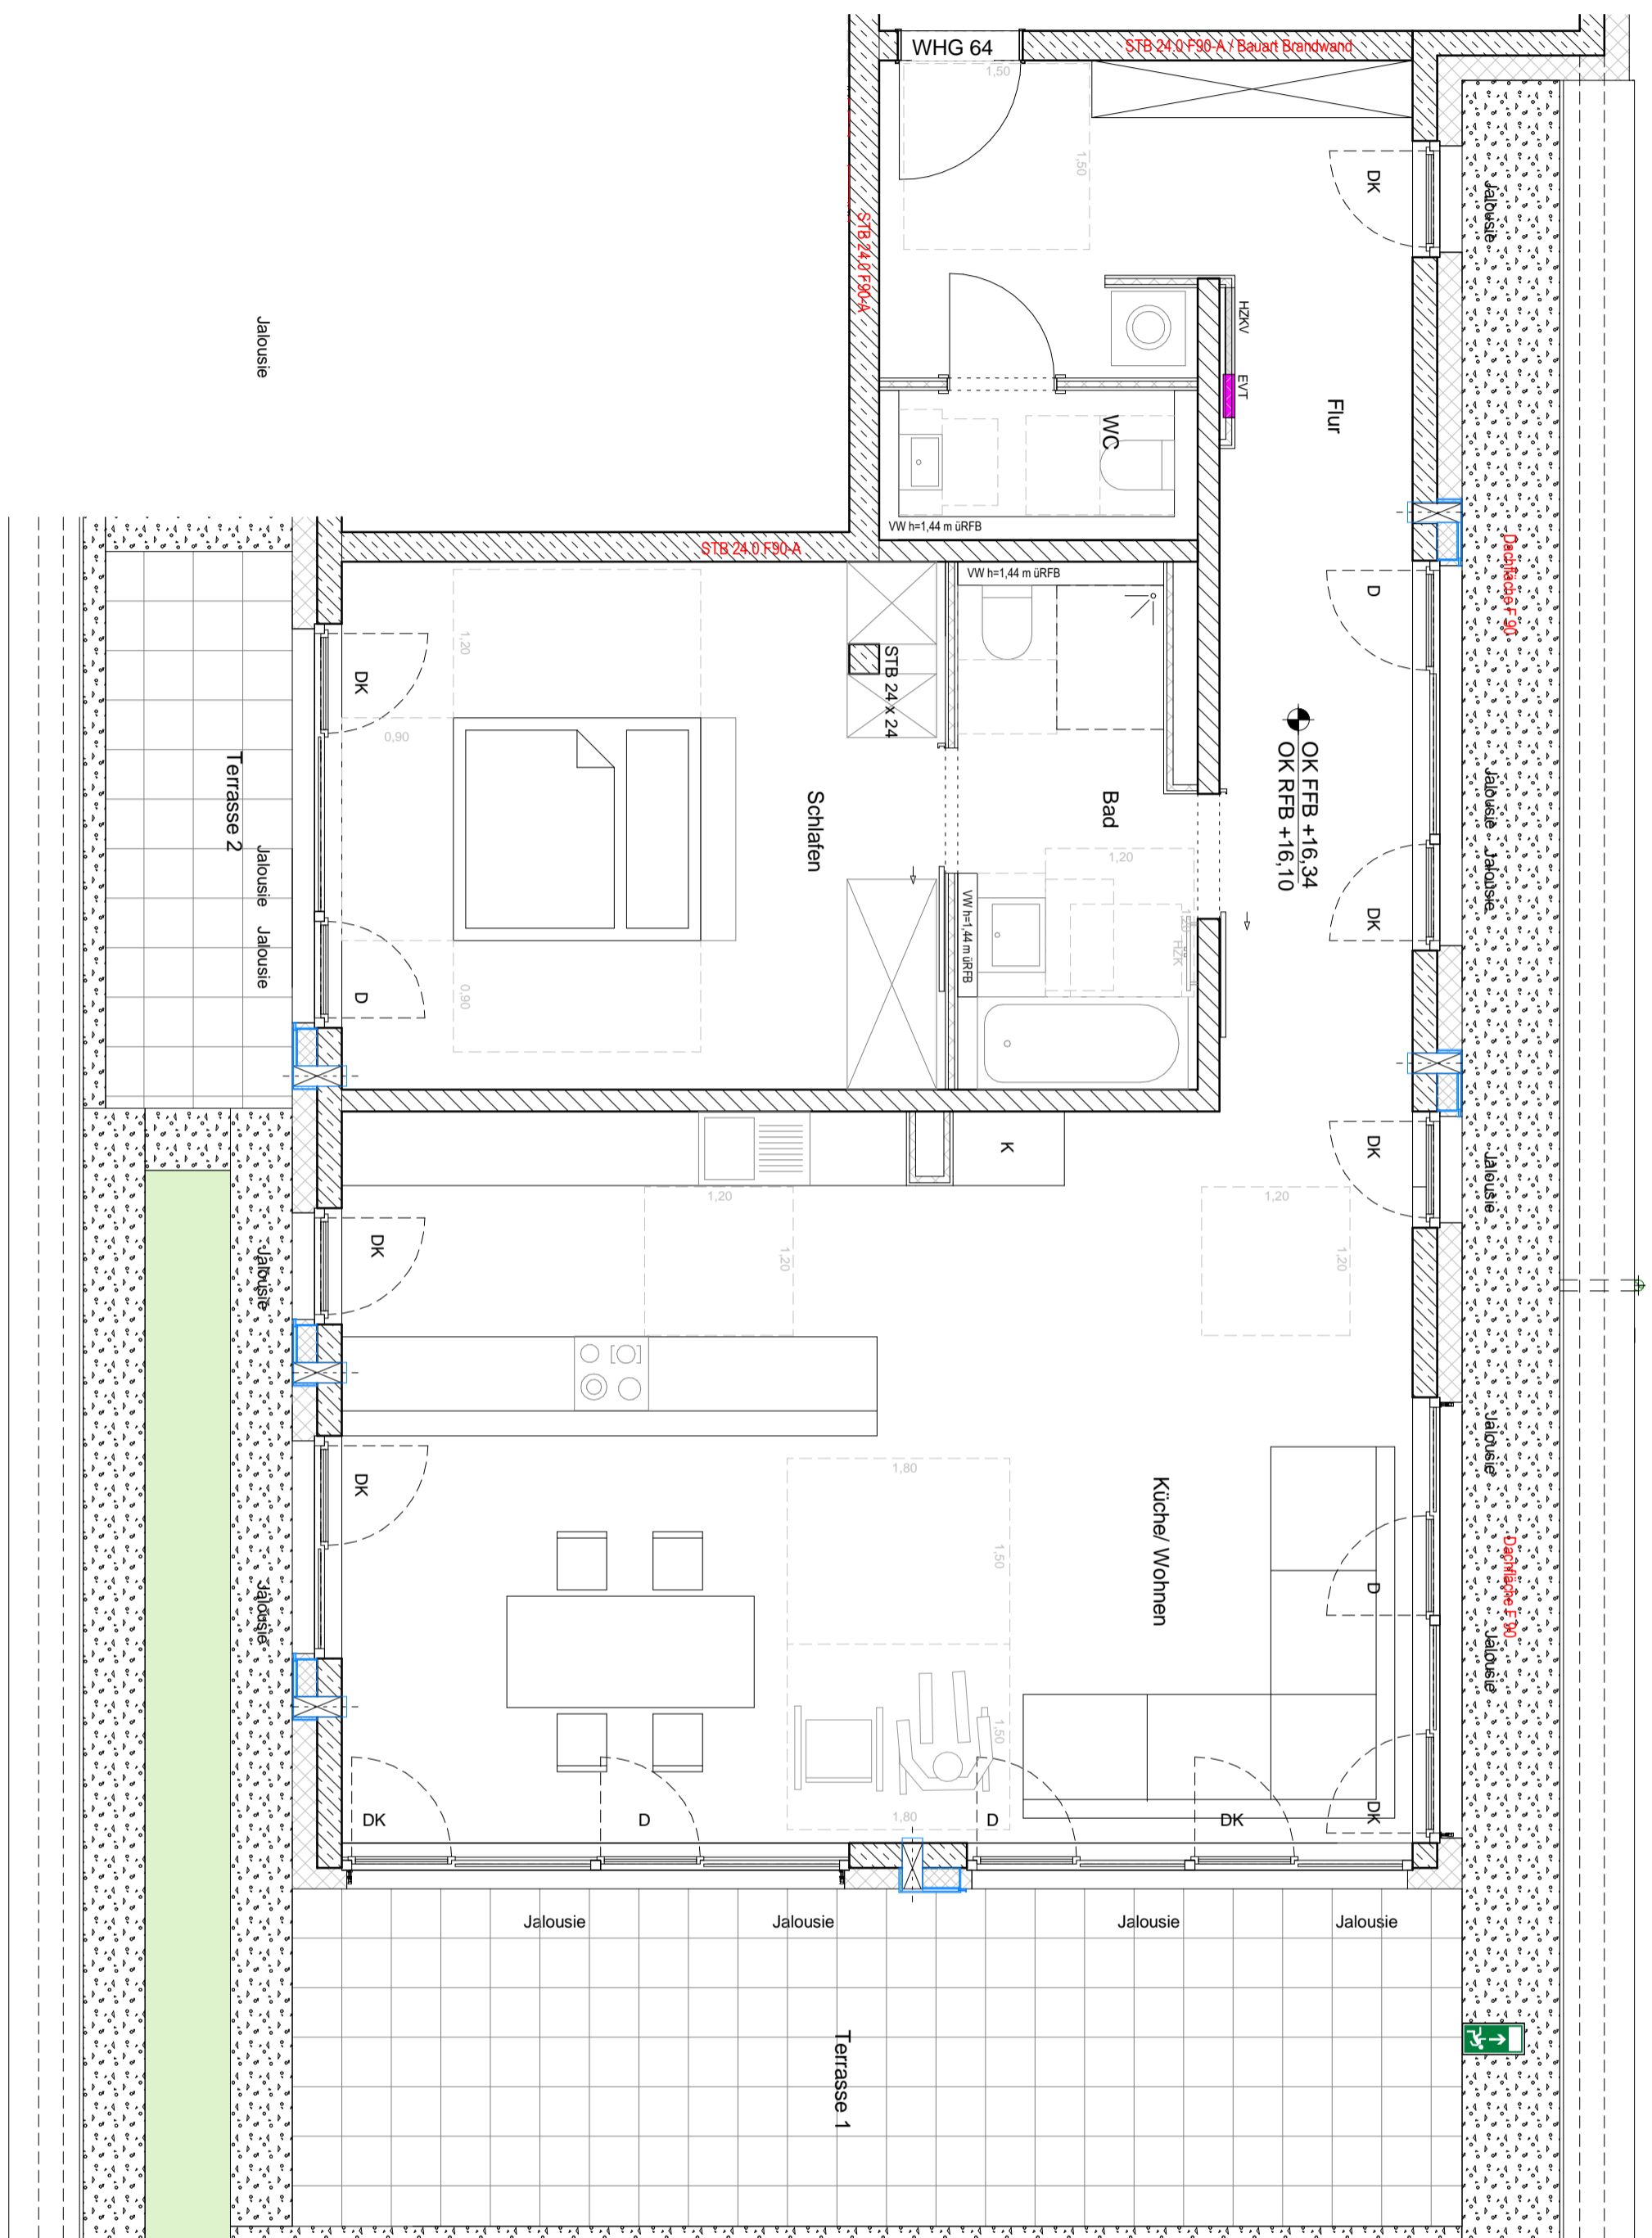 WHG 64
STB 24.0 F90-A / Bauart Brandwand
1,50
1,50
DK
Jalousie
STB 24.0 F90-A
HZKV
EVT
Flur
Jalousie
WC
VW h=1,44 m üRFB
STB 24.0 F90-A
VW h=1,44 m üRFB
D
Dachfläche F 90
1,20
DK
STB 24 x 24
0,90
OK FFB +16,34
OK RFB +16,10
Terrasse 2
Schlafen
Bad
Jalousie
Jalousie
Jalousie
Jalousie
1,20
DK
VW h=1,44 m üRFB
HZK
D
0,90
K
DK
Jalousie
1,20
1,20
1,20
1,20
DK
Jalousie
DK
1,80
1,50
Küche/ Wohnen
Jalousie
D
Dachfläche F 90
Jalousie
Jalousie
1,50
1,80
DK
D
D
DK
DK
Jalousie
Jalousie
Jalousie
Jalousie
Terrasse 1